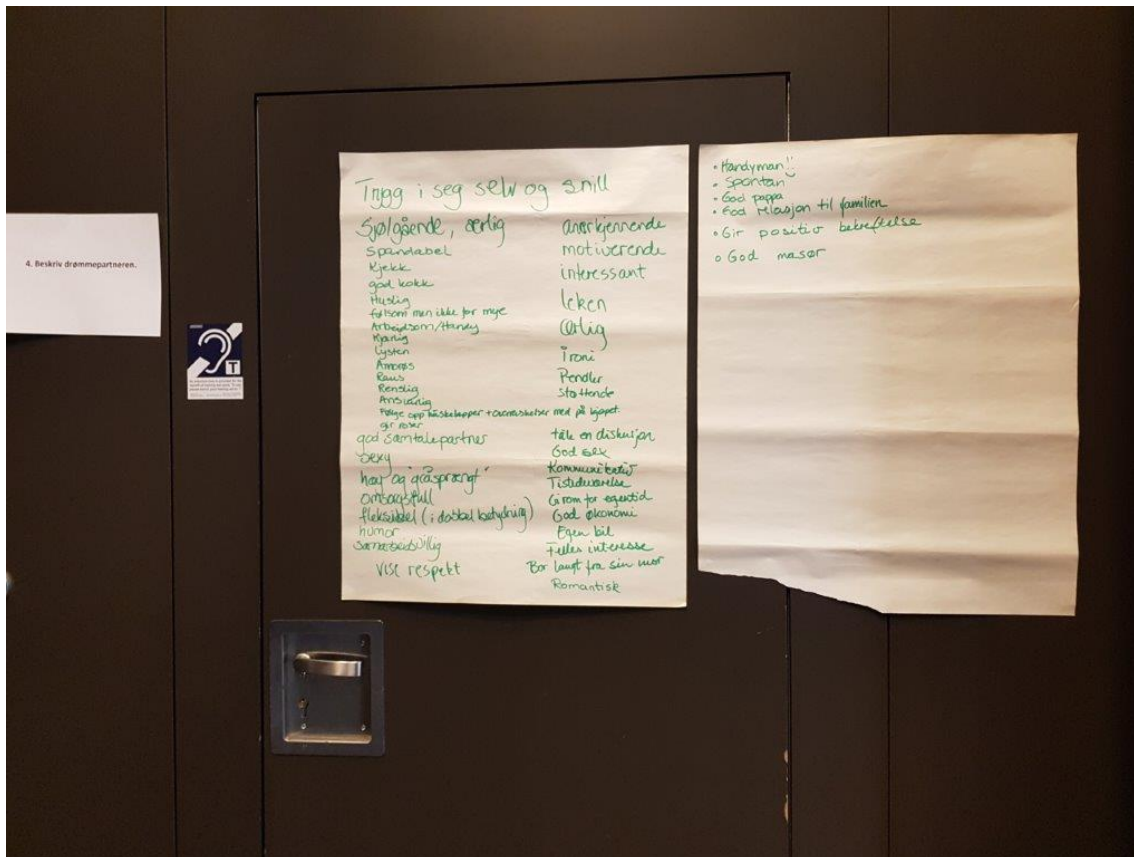 4. Beskriv drømmepartneren.
T
Trygg i seg selv og snill
Sjølgående, ærlig
Spandabel
Kjekk
god kokk
Huslig
følsom men ikke for mye
Arbeidsom/Handy
Kjærlig
Lysten
Amorøs
Raus
Renslig
Ansvarlig
Følge opp huskelapper + overraskelser med på kjøpet.
gir roser
god samtalepartner
sexy
høy og "gråsprengt"
omsorgsfull
fleksibel (i dobbel betydning)
humor
samarbeidsvillig
Vise respekt
anerkjennende
motiverende
interessant
Leken
Ærlig
Ironi
Pendler
Støttende
tåle en diskusjon
God sex
Kommunikativ
Tilstedeværelse
Gi rom for egentid
God økonomi
Egen bil
Felles interesse
Bor langt fra sin mor
Romantisk
• Handyman!!
• Spontan
• God pappa
• God relasjon til familien
• Gir positiv bekreftelse
• God masør